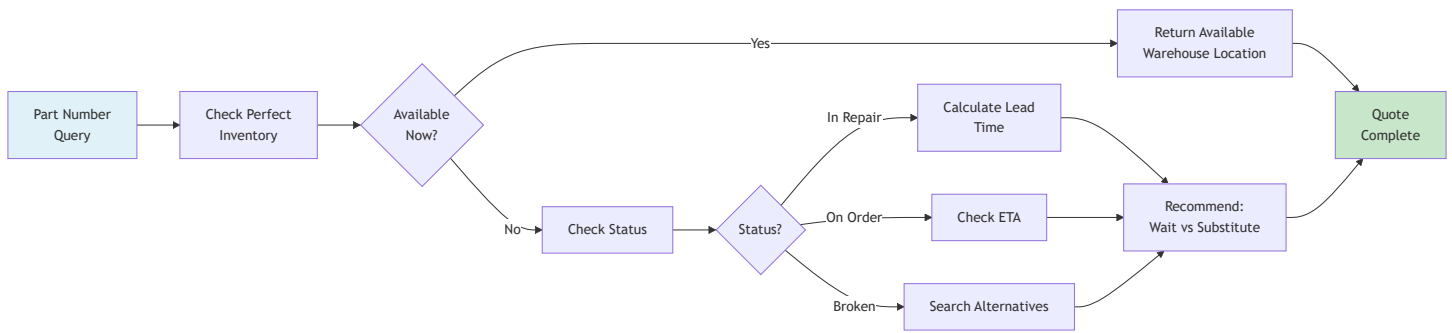 Part Number
Query
Check Perfect
Inventory
Available
Now?
Yes
No
Return Available
Warehouse Location
Check Status
Status?
In Repair
On Order
Broken
Calculate Lead
Time
Check ETA
Search Alternatives
Recommend:
Wait vs Substitute
Quote
Complete